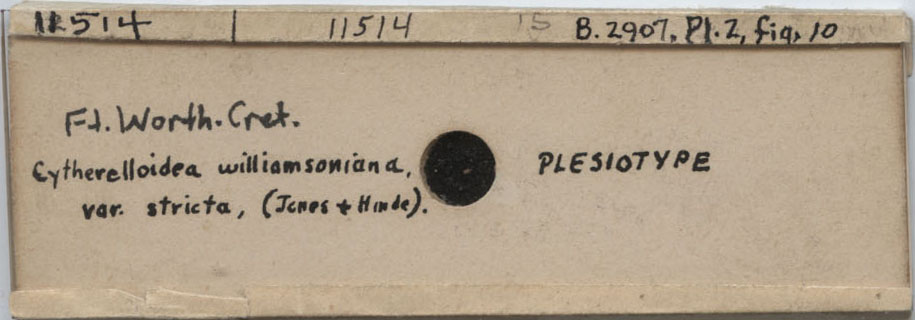 11514 | 11514 15 B.2907, Pl.2, fig. 10
Ft. Worth. Cret.
Cytherelloidea williamsoniana,
var. stricta, (Jones + Hinde).
PLESIOTYPE